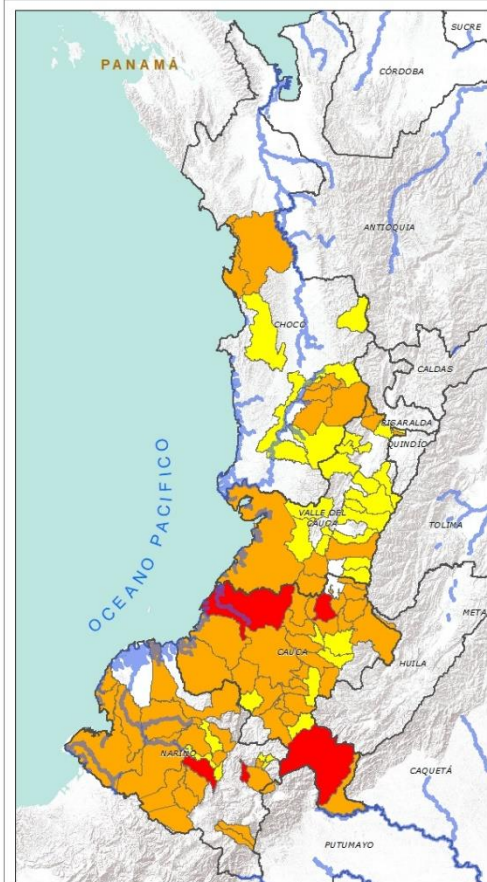 SUCRE
PANAMÁ
CÓRDOBA
ANTIOQUIA
CHOCÓ
CALDAS
RISARALDA
QUINDÍO
VALLE DEL
CAUCA
TOLIMA
OCEANO PACIFICO
META
CAUCA
HUILA
NARIÑO
CAQUETÁ
PUTUMAYO